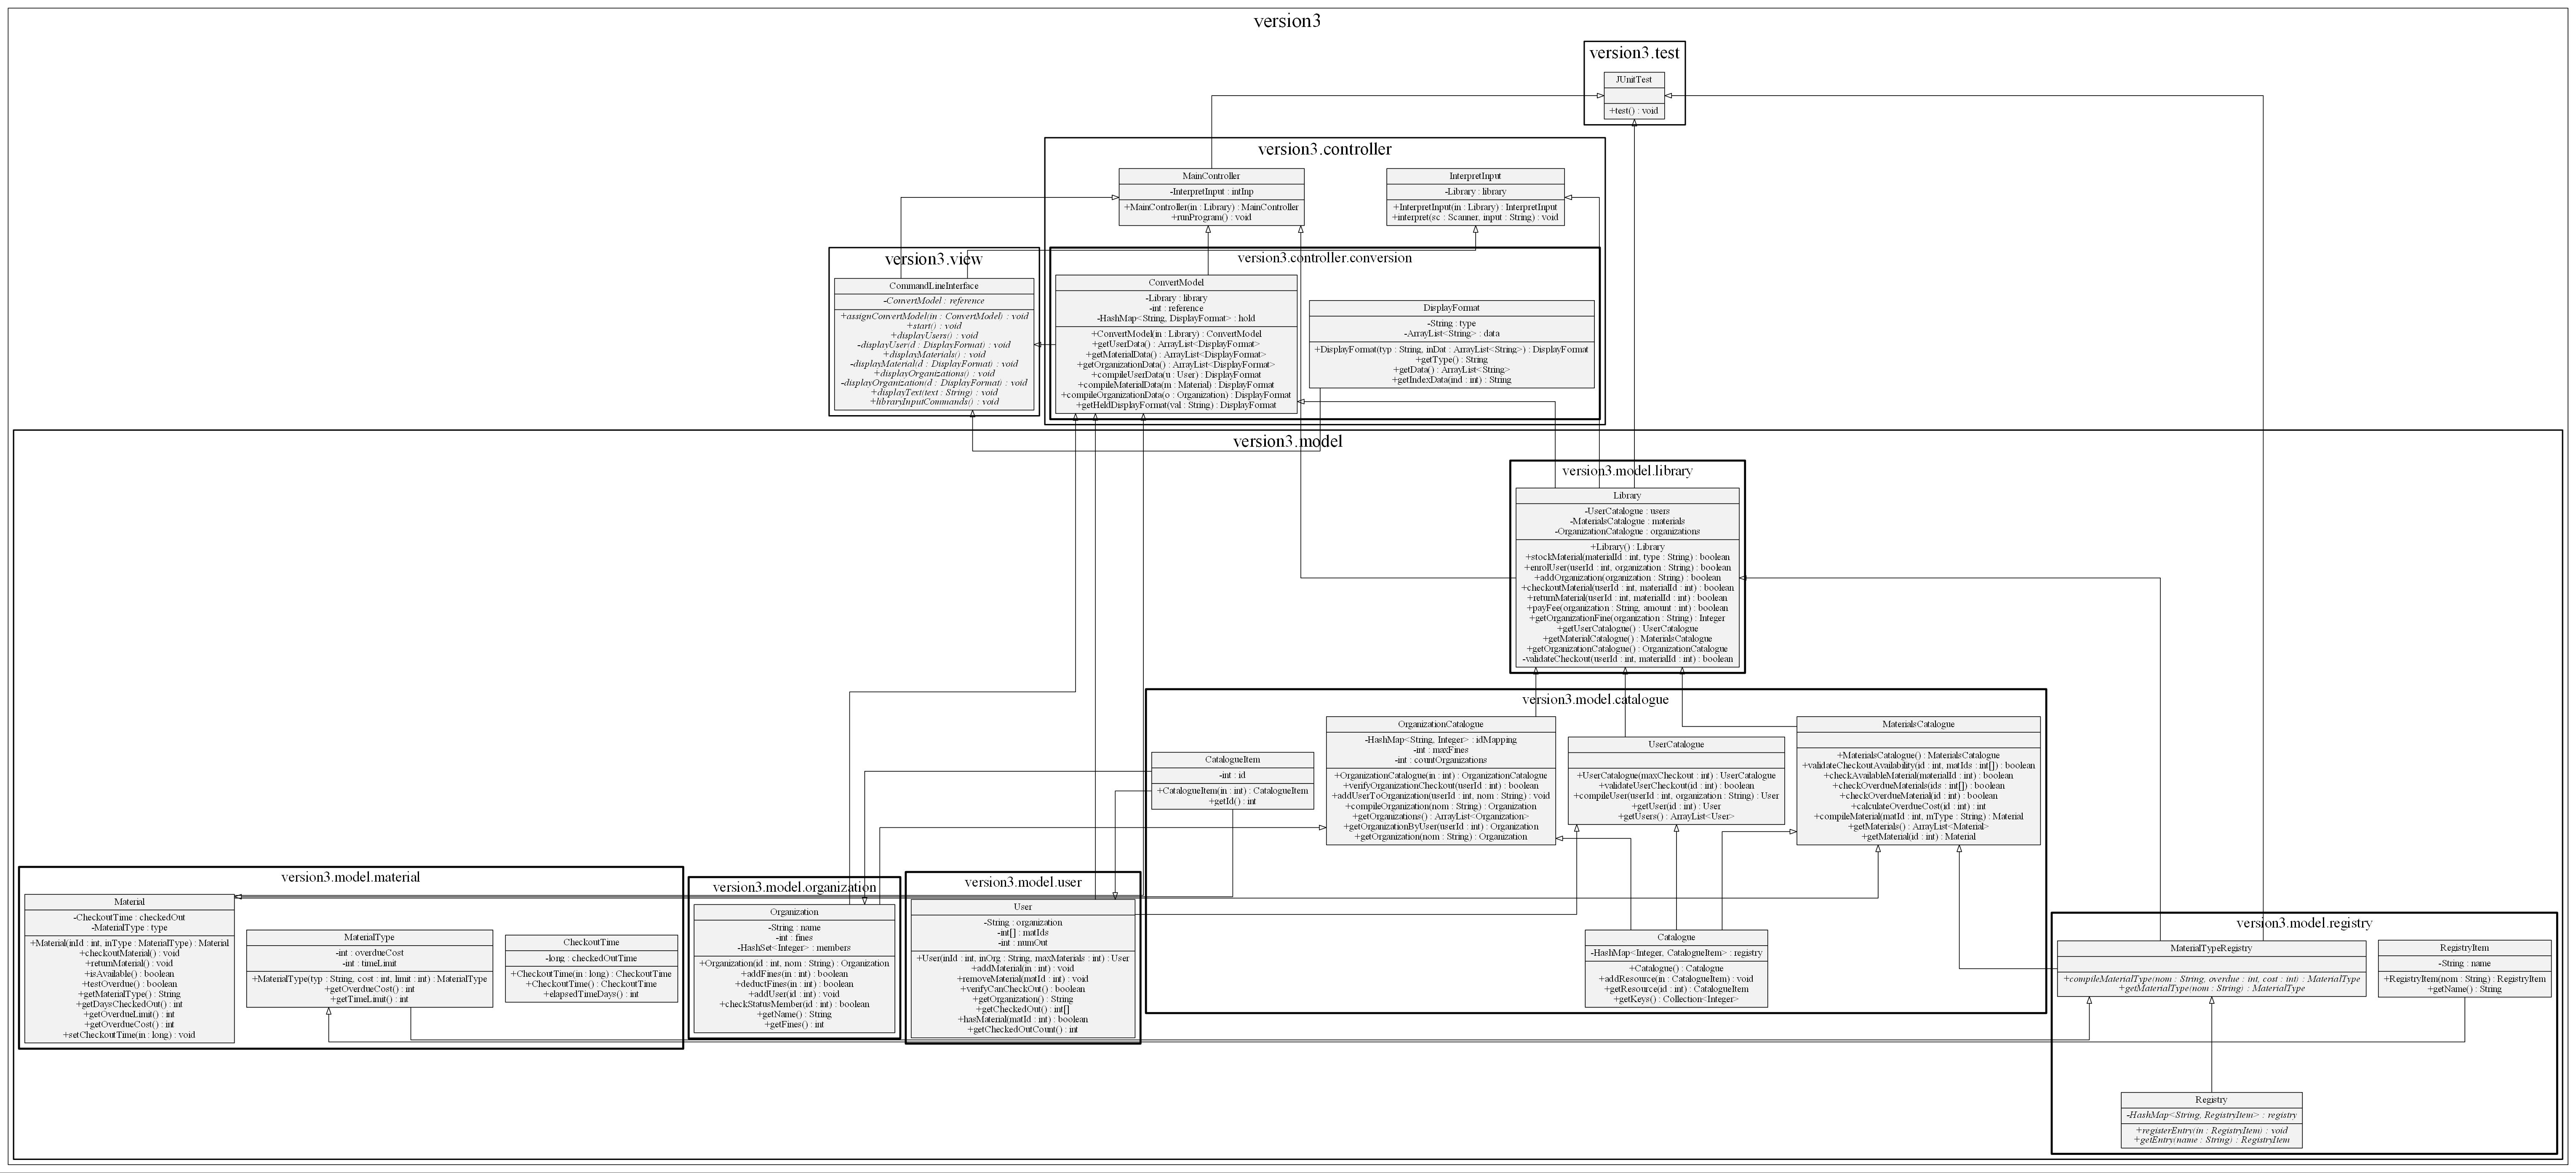 version3
version3.test
JUnitTest
+test() : void
version3.controller
MainController
-InterpretInput : intInp
+MainController(in : Library) : MainController
+runProgram() : void
InterpretInput
-Library : library
+InterpretInput(in : Library) : InterpretInput
+interpret(sc : Scanner, input : String) : void
version3.view
CommandLineInterface
-ConvertModel : reference
+assignConvertModel(in : ConvertModel) : void
+start() : void
+displayUsers() : void
-displayUser(d : DisplayFormat) : void
+displayMaterials() : void
-displayMaterial(d : DisplayFormat) : void
+displayOrganizations() : void
-displayOrganization(d : DisplayFormat) : void
+displayText(text : String) : void
+libraryInputCommands() : void
version3.controller.conversion
ConvertModel
-Library : library
-int : reference
-HashMap<String, DisplayFormat> : hold
+ConvertModel(in : Library) : ConvertModel
+getUserData() : ArrayList<DisplayFormat>
+getMaterialData() : ArrayList<DisplayFormat>
+getOrganizationData() : ArrayList<DisplayFormat>
+compileUserData(u : User) : DisplayFormat
+compileMaterialData(m : Material) : DisplayFormat
+compileOrganizationData(o : Organization) : DisplayFormat
+getHeldDisplayFormat(val : String) : DisplayFormat
DisplayFormat
-String : type
-ArrayList<String> : data
+DisplayFormat(typ : String, inDat : ArrayList<String>) : DisplayFormat
+getType() : String
+getData() : ArrayList<String>
+getIndexData(ind : int) : String
version3.model
version3.model.library
Library
-UserCatalogue : users
-MaterialsCatalogue : materials
-OrganizationCatalogue : organizations
+Library() : Library
+stockMaterial(materialId : int, type : String) : boolean
+enrolUser(userId : int, organization : String) : boolean
+addOrganization(organization : String) : boolean
+checkoutMaterial(userId : int, materialId : int) : boolean
+returnMaterial(userId : int, materialId : int) : boolean
+payFee(organization : String, amount : int) : boolean
+getOrganizationFine(organization : String) : Integer
+getUserCatalogue() : UserCatalogue
+getMaterialCatalogue() : MaterialsCatalogue
+getOrganizationCatalogue() : OrganizationCatalogue
-validateCheckout(userId : int, materialId : int) : boolean
version3.model.catalogue
CatalogueItem
-int : id
+CatalogueItem(in : int) : CatalogueItem
+getId() : int
OrganizationCatalogue
-HashMap<String, Integer> : idMapping
-int : maxFines
-int : countOrganizations
+OrganizationCatalogue(in : int) : OrganizationCatalogue
+verifyOrganizationCheckout(userId : int) : boolean
+addUserToOrganization(userId : int, nom : String) : void
+compileOrganization(nom : String) : Organization
+getOrganizations() : ArrayList<Organization>
+getOrganizationByUser(userId : int) : Organization
+getOrganization(nom : String) : Organization
UserCatalogue
+UserCatalogue(maxCheckout : int) : UserCatalogue
+validateUserCheckout(id : int) : boolean
+compileUser(userId : int, organization : String) : User
+getUser(id : int) : User
+getUsers() : ArrayList<User>
MaterialsCatalogue
+MaterialsCatalogue() : MaterialsCatalogue
+validateCheckoutAvailability(id : int, matIds : int[]) : boolean
+checkAvailableMaterial(materialId : int) : boolean
+checkOverdueMaterials(ids : int[]) : boolean
+checkOverdueMaterial(id : int) : boolean
+calculateOverdueCost(id : int) : int
+compileMaterial(matId : int, mType : String) : Material
+getMaterials() : ArrayList<Material>
+getMaterial(id : int) : Material
Catalogue
-HashMap<Integer, CatalogueItem> : registry
+Catalogue() : Catalogue
+addResource(in : CatalogueItem) : void
+getResource(id : int) : CatalogueItem
+getKeys() : Collection<Integer>
version3.model.material
Material
-CheckoutTime : checkedOut
-MaterialType : type
+Material(inId : int, inType : MaterialType) : Material
+checkoutMaterial() : void
+returnMaterial() : void
+isAvailable() : boolean
+testOverdue() : boolean
+getMaterialType() : String
+getDaysCheckedOut() : int
+getOverdueLimit() : int
+getOverdueCost() : int
+setCheckoutTime(in : long) : void
MaterialType
-int : overdueCost
-int : timeLimit
+MaterialType(typ : String, cost : int, limit : int) : MaterialType
+getOverdueCost() : int
+getTimeLimit() : int
CheckoutTime
-long : checkedOutTime
+CheckoutTime(in : long) : CheckoutTime
+CheckoutTime() : CheckoutTime
+elapsedTimeDays() : int
version3.model.organization
Organization
-String : name
-int : fines
-HashSet<Integer> : members
+Organization(id : int, nom : String) : Organization
+addFines(in : int) : boolean
+deductFines(in : int) : boolean
+addUser(id : int) : void
+checkStatusMember(id : int) : boolean
+getName() : String
+getFines() : int
version3.model.user
User
-String : organization
-int[] : matIds
-int : numOut
+User(inId : int, inOrg : String, maxMaterials : int) : User
+addMaterial(in : int) : void
+removeMaterial(matId : int) : void
+verifyCanCheckOut() : boolean
+getOrganization() : String
+getCheckedOut() : int[]
+hasMaterial(matId : int) : boolean
+getCheckedOutCount() : int
version3.model.registry
MaterialTypeRegistry
+compileMaterialType(nom : String, overdue : int, cost : int) : MaterialType
+getMaterialType(nom : String) : MaterialType
RegistryItem
-String : name
+RegistryItem(nom : String) : RegistryItem
+getName() : String
Registry
-HashMap<String, RegistryItem> : registry
+registerEntry(in : RegistryItem) : void
+getEntry(name : String) : RegistryItem